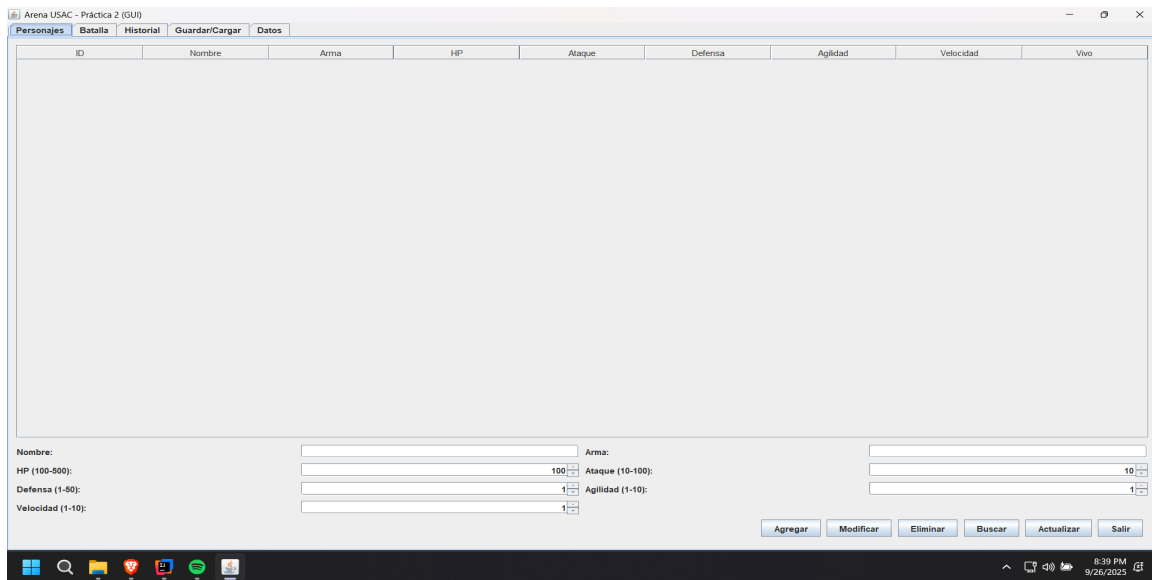 Arena USAC - Práctica 2 (GUI)
Personajes Batalla Historial Guardar/Cargar Datos
ID Nombre Arma HP Ataque Defensa Agilidad Velocidad Vivo
Nombre: Arma:
HP (100-500): 100 Ataque (10-100): 10
Defensa (1-50): 1 Agilidad (1-10): 1
Velocidad (1-10): 1
Agregar Modificar Eliminar Buscar Actualizar Salir
8:39 PM
9/26/2025